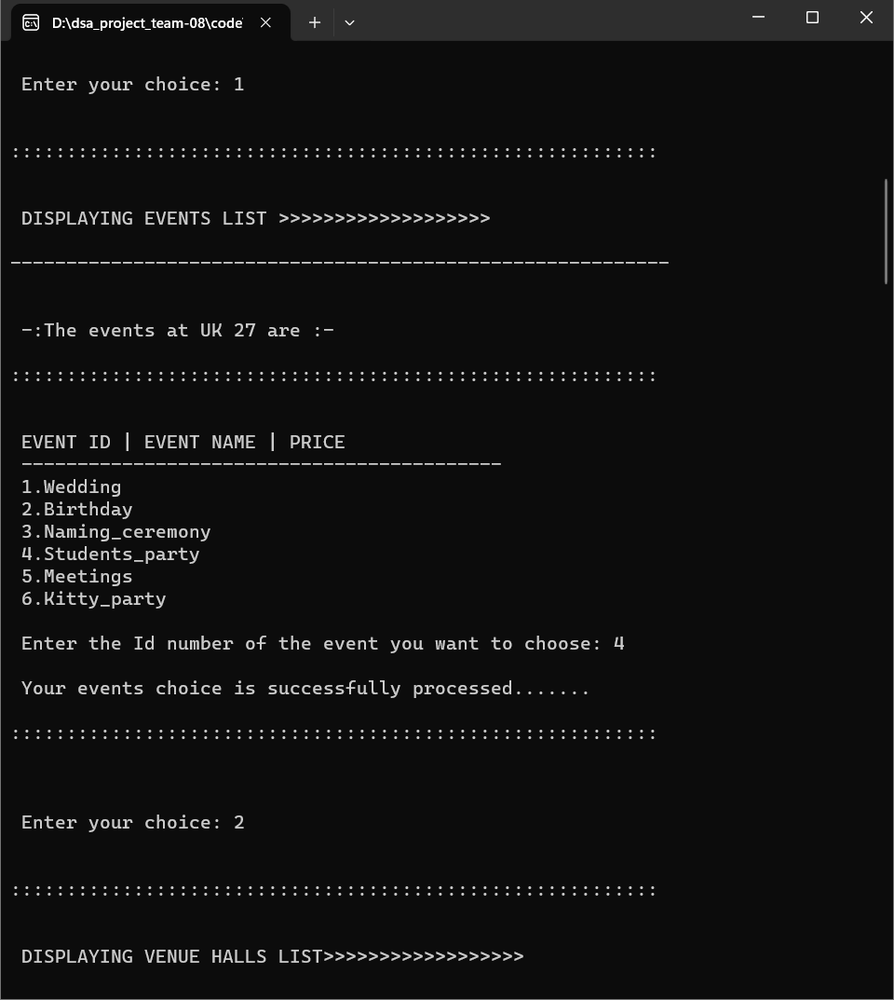 D:\dsa_project_team-08\code
Enter your choice: 1
::::::::::::::::::::::::::::::::::::::::::::::::::::::::::
DISPLAYING EVENTS LIST >>>>>>>>>>>>>>>>>>>
-----------------------------------------------------------
-:The events at UK 27 are :-
::::::::::::::::::::::::::::::::::::::::::::::::::::::::::
EVENT ID | EVENT NAME | PRICE
-------------------------------------------
1.Wedding
2.Birthday
3.Naming_ceremony
4.Students_party
5.Meetings
6.Kitty_party
Enter the Id number of the event you want to choose: 4
Your events choice is successfully processed.......
::::::::::::::::::::::::::::::::::::::::::::::::::::::::::
Enter your choice: 2
::::::::::::::::::::::::::::::::::::::::::::::::::::::::::
DISPLAYING VENUE HALLS LIST>>>>>>>>>>>>>>>>>>